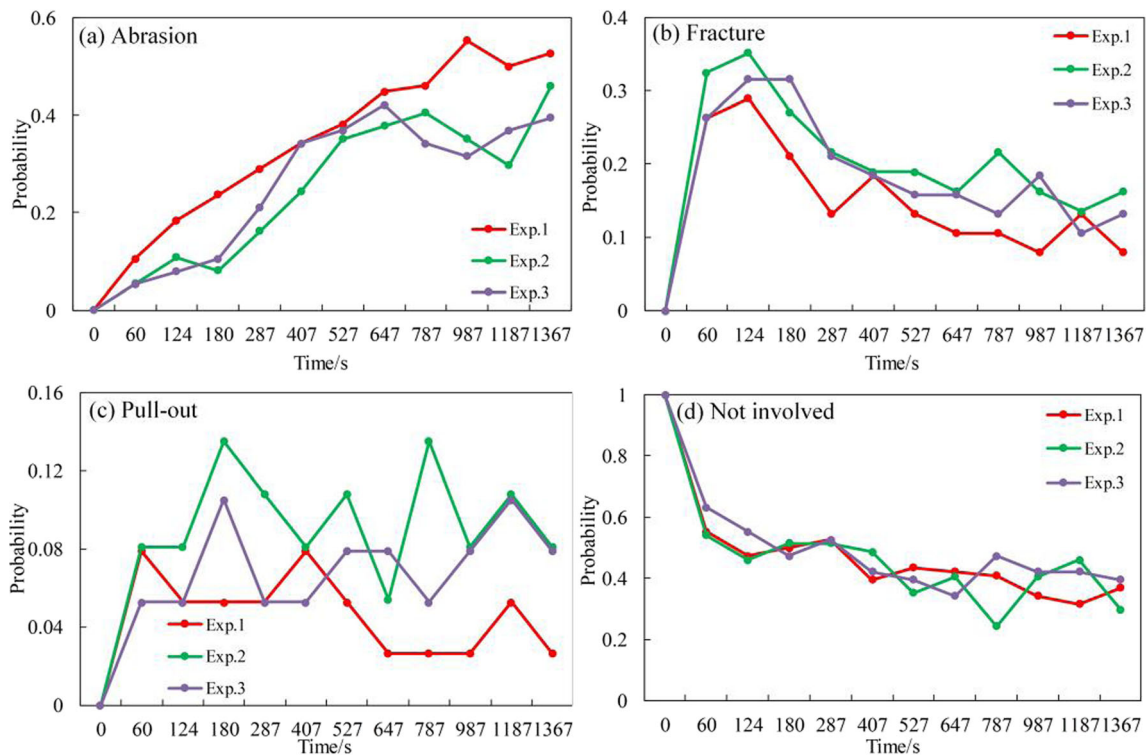 (a) Abrasion
Probability
0.6
0.4
0.2
0
Exp.1
Exp.2
Exp.3
0 60 124 180 287 407 527 647 787 987 1187 1367
Time/s
(b) Fracture
Probability
0.4
0.3
0.2
0.1
0
Exp.1
Exp.2
Exp.3
0 60 124 180 287 407 527 647 787 987 1187 1367
Time/s
(c) Pull-out
Probability
0.16
0.12
0.08
0.04
0
Exp.1
Exp.2
Exp.3
0 60 124 180 287 407 527 647 787 987 1187 1367
Time/s
(d) Not involved
Probability
1
0.8
0.6
0.4
0.2
0
Exp.1
Exp.2
Exp.3
0 60 124 180 287 407 527 647 787 987 1187 1367
Time/s